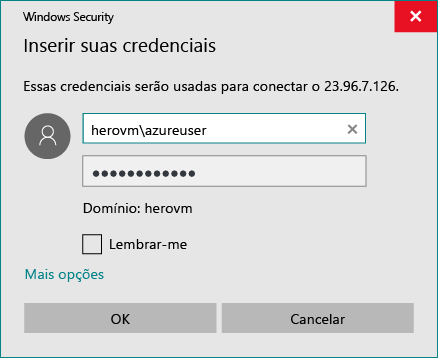 Windows Security
Inserir suas credenciais
Essas credenciais serão usadas para conectar o 23.96.7.126.
herovm\azureuser
●●●●●●●●●●●●
Domínio: herovm
Lembrar-me
Mais opções
OK
Cancelar